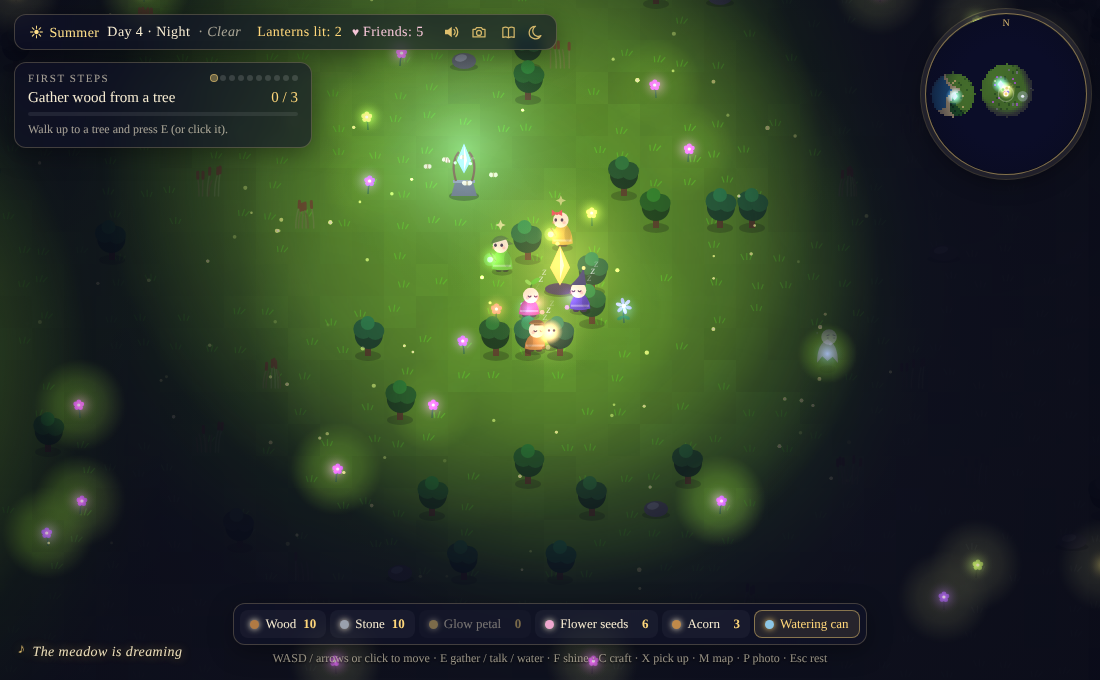 Summer Day 4 · Night · Clear Lanterns lit: 2 ♥ Friends: 5
N
FIRST STEPS
Gather wood from a tree 0 / 3
Walk up to a tree and press E (or click it).
z
z
z
z
z
z
Wood 10 Stone 10 Glow petal 0 Flower seeds 6 Acorn 3 Watering can
♪ The meadow is dreaming
WASD / arrows or click to move · E gather / talk / water · F shine · C craft · X pick up · M map · P photo · Esc rest